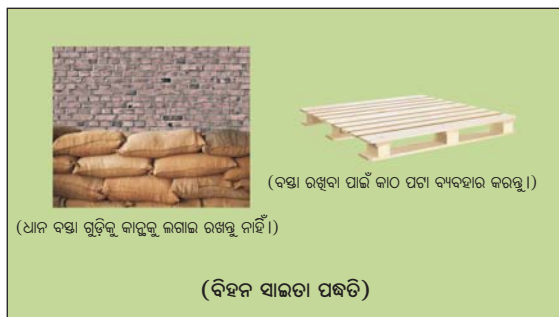 (ବସ୍ତା ରଖିବା ପାଇଁ କାଠ ପଟା ବ୍ୟବହାର କରନ୍ତୁ।)
(ଧାନ ବସ୍ତା ଗୁଡ଼ିକୁ କାନ୍ଥକୁ ଲଗାଇ ରଖନ୍ତୁ ନାହିଁ।)
(ବିହନ ସାଇତା ପଦ୍ଧତି)